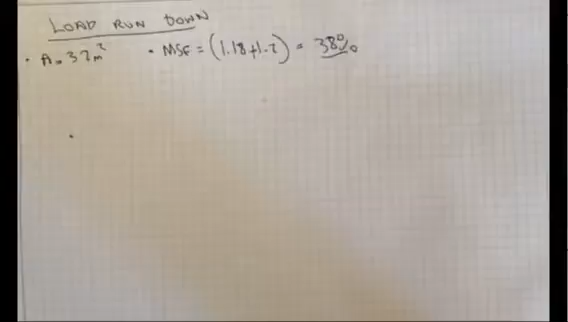 LOAD RUN DOWN
• A = 37m² • MSF = (1.18+1.2) = 38%